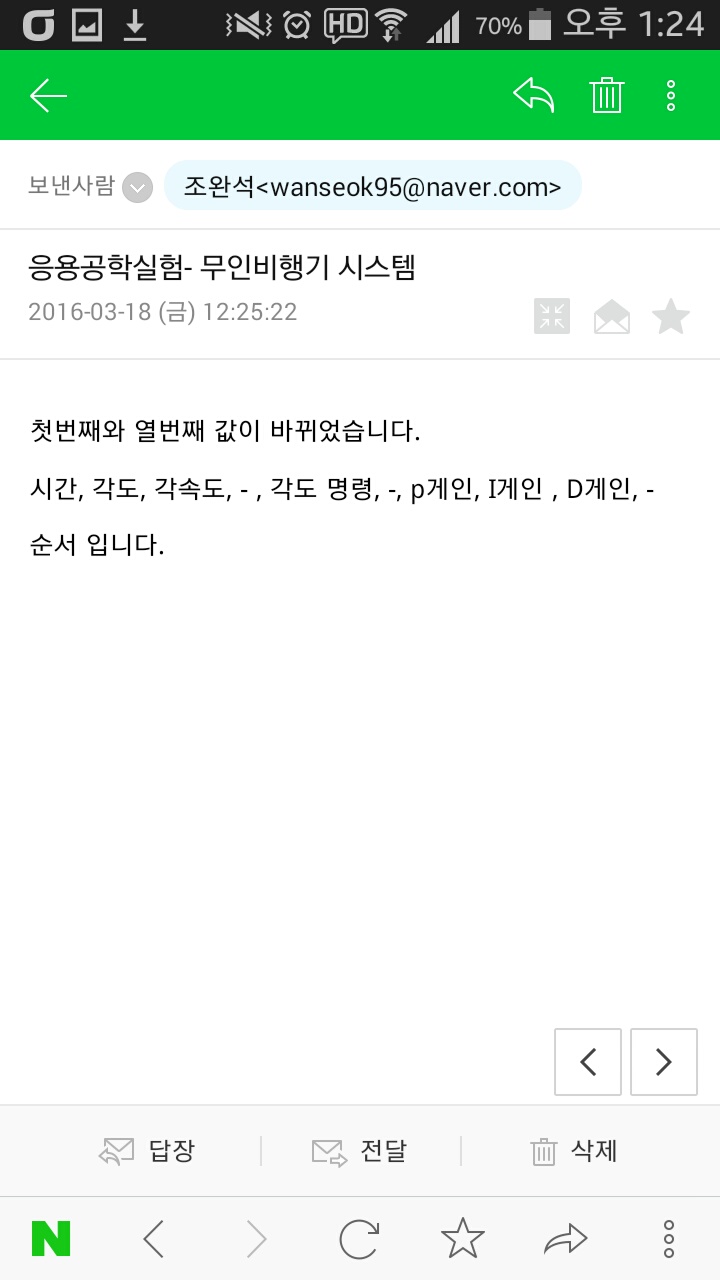 HD 70% 오후 1:24
보낸사람 조완석<wanseok95@naver.com>
응용공학실험- 무인비행기 시스템
2016-03-18 (금) 12:25:22
첫번째와 열번째 값이 바뀌었습니다.
시간, 각도, 각속도, - , 각도 명령, -, p게인, I게인 , D게인, -
순서 입니다.
답장 전달 삭제
N